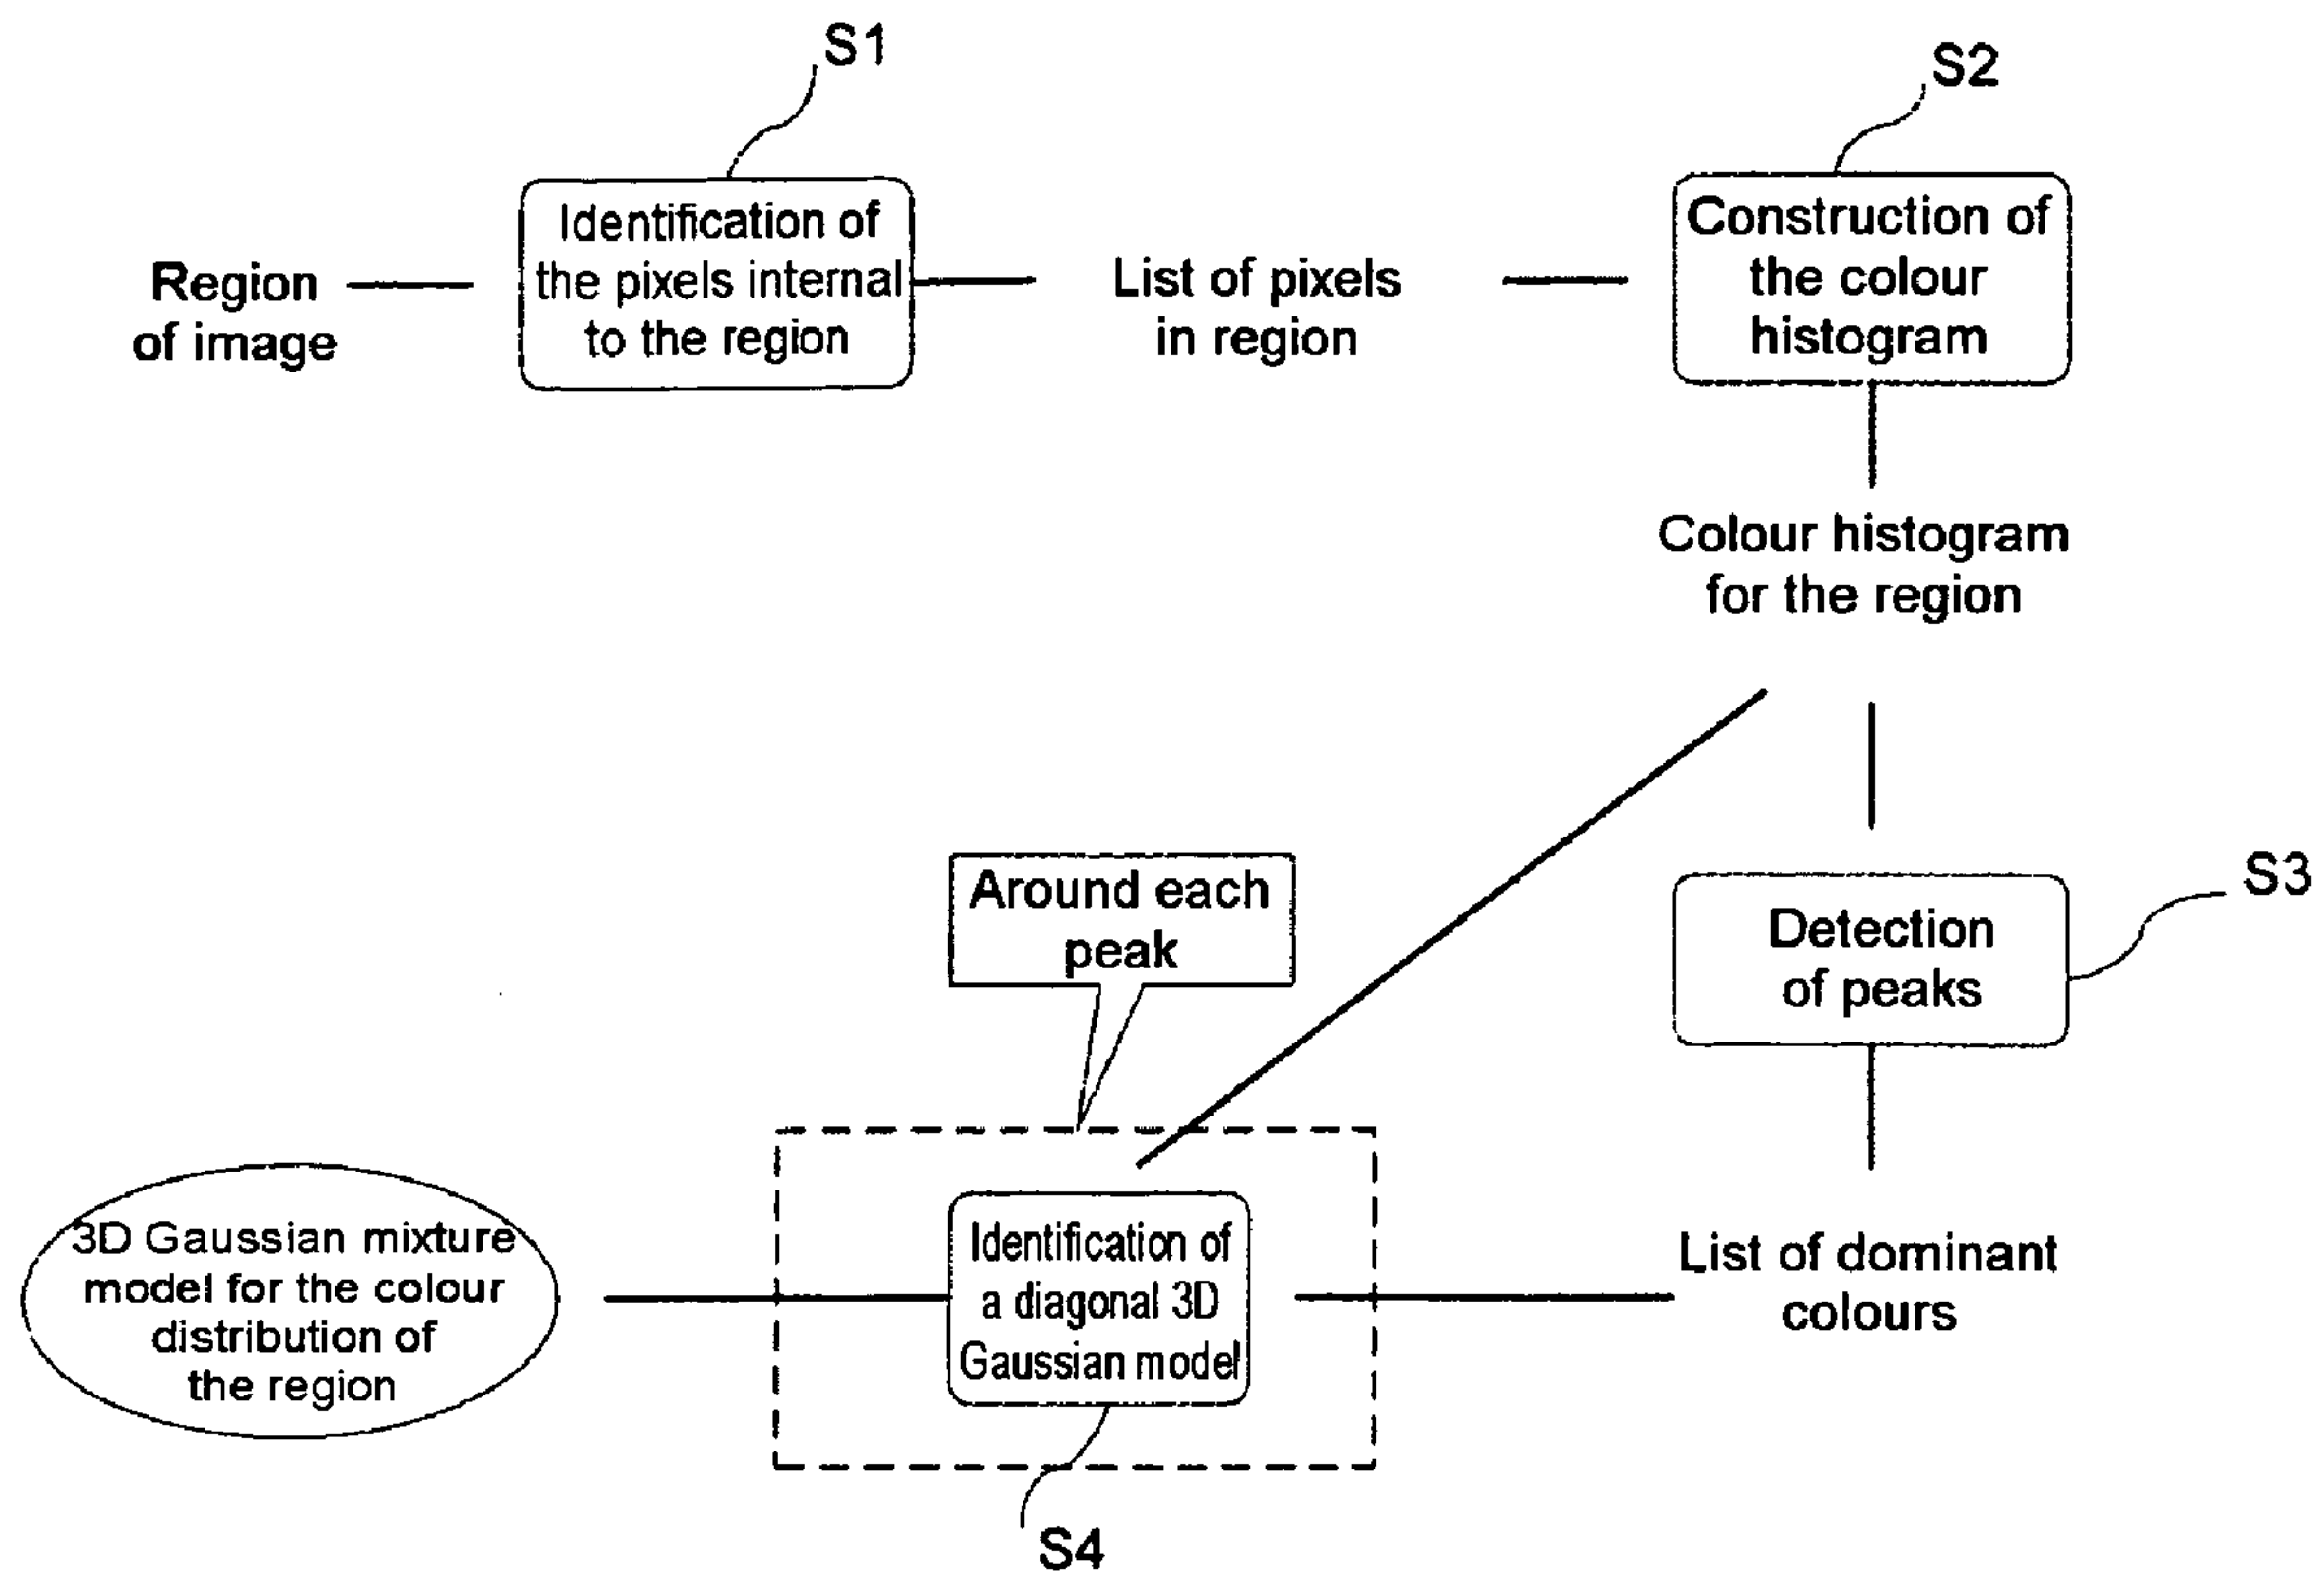 S1
S2
Region
of image
Identification of
the pixels internal
to the region
List of pixels
in region
Construction of
the colour
histogram
Colour histogram
for the region
Around each
peak
Detection
of peaks
S3
3D Gaussian mixture
model for the colour
distribution of
the region
Identification of
a diagonal 3D
Gaussian model
List of dominant
colours
S4